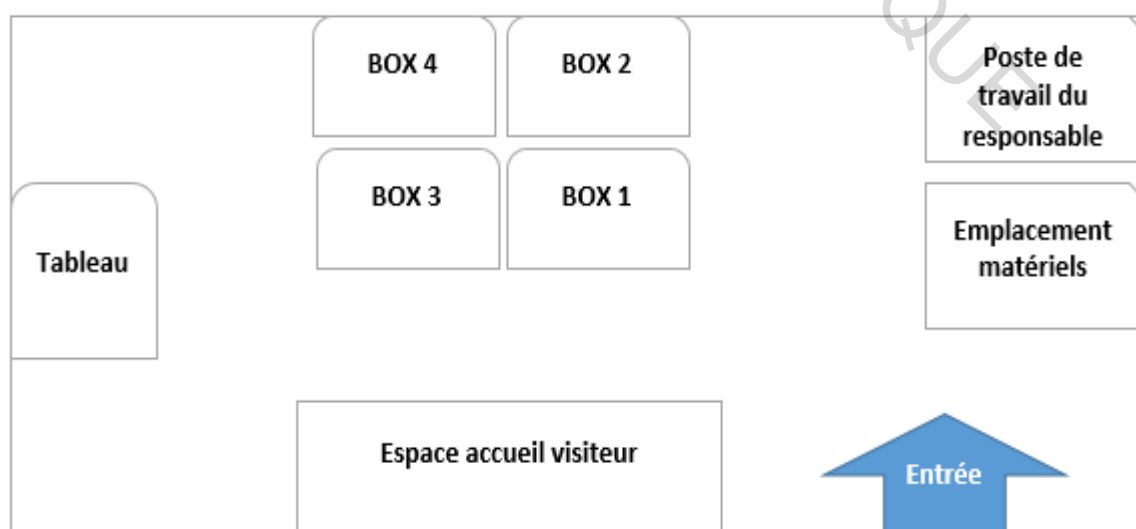 QUE
BOX 4
BOX 2
Poste de
travail du
responsable
BOX 3
BOX 1
Tableau
Emplacement
matériels
Espace accueil visiteur
Entrée